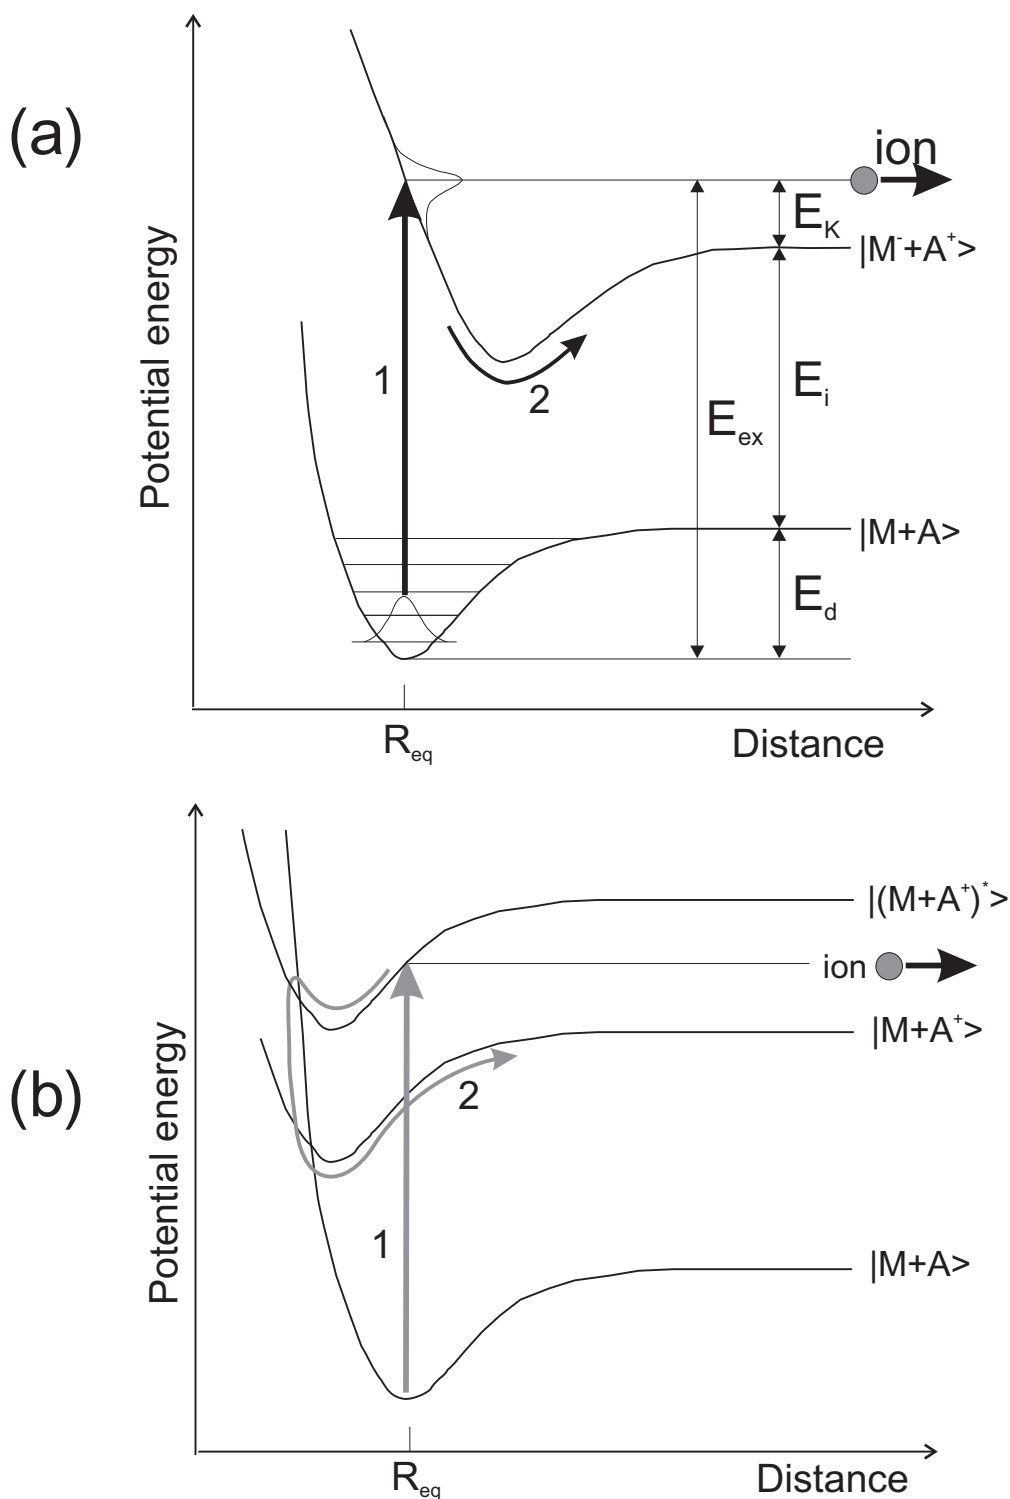 (a)
ion
E_K
|M⁻+A⁺>
Potential energy
1
2
E_i
E_ex
|M+A>
E_d
R_eq
Distance
(b)
|(M+A⁺)*>
ion
|M+A⁺>
Potential energy
2
1
|M+A>
R_eq
Distance